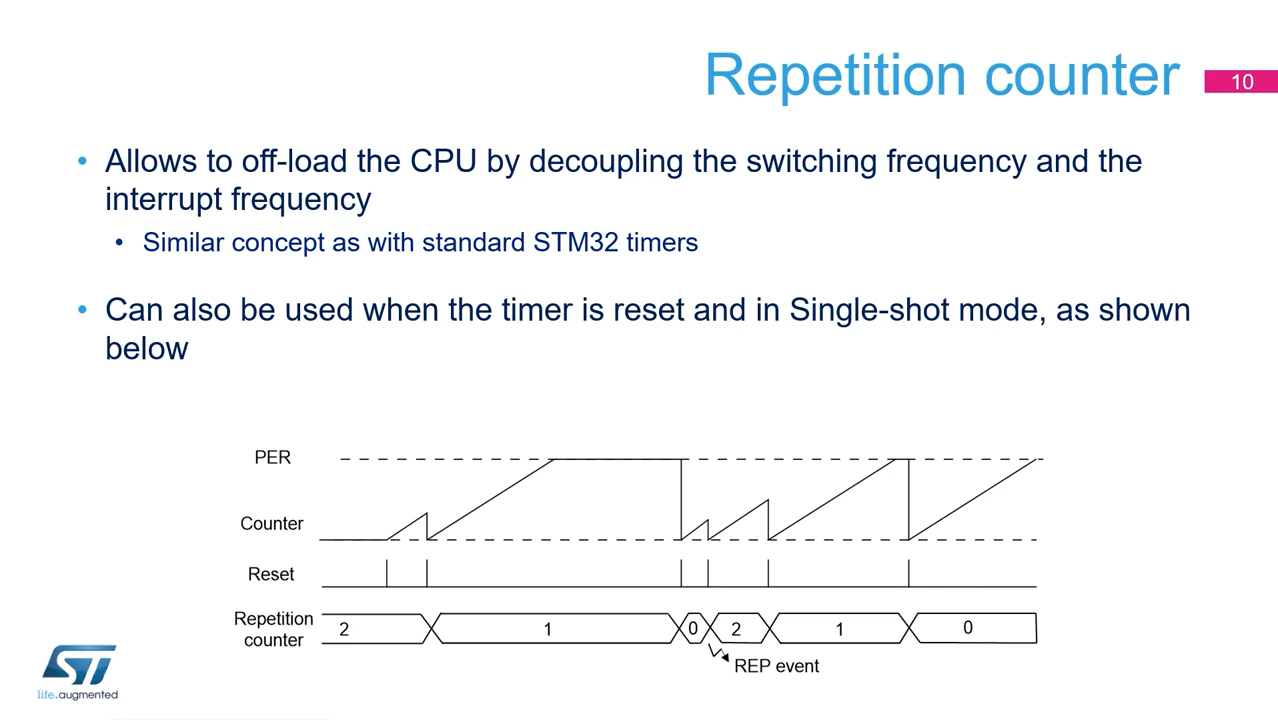 Repetition counter
10
• Allows to off-load the CPU by decoupling the switching frequency and the
interrupt frequency
• Similar concept as with standard STM32 timers
• Can also be used when the timer is reset and in Single-shot mode, as shown
below
PER
Counter
Reset
Repetition
counter
2
1
0
2
1
0
REP event
ST
life.augmented